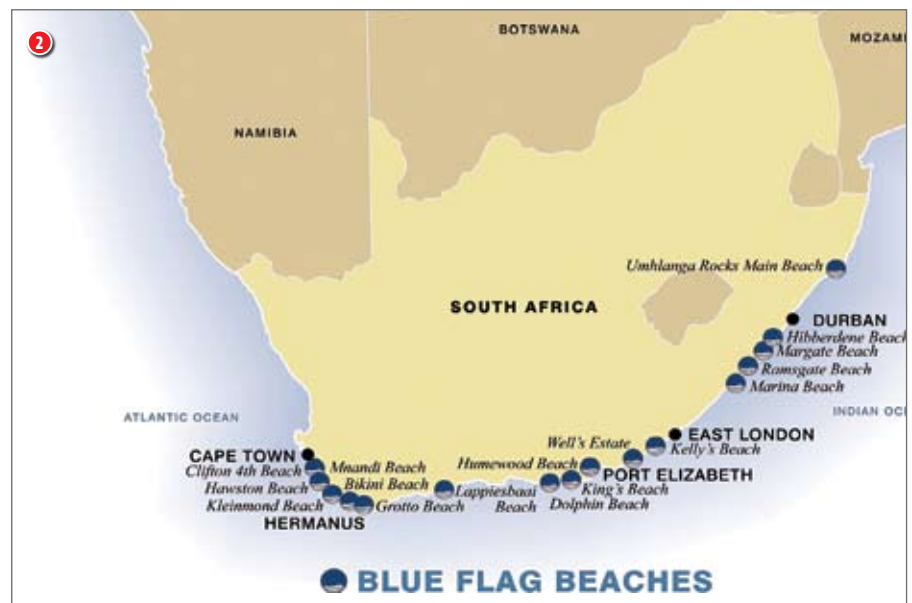 2
BOTSWANA
MOZAMI
NAMIBIA
Umhlanga Rocks Main Beach
SOUTH AFRICA
DURBAN
Hibberdene Beach
Margate Beach
Ramsgate Beach
Marina Beach
ATLANTIC OCEAN
INDIAN OCE
EAST LONDON
Well's Estate
Kelly's Beach
CAPE TOWN
Mnandi Beach
Humewood Beach
Clifton 4th Beach
PORT ELIZABETH
Bikini Beach
Hawston Beach
Lappiesbaai
Beach
King's Beach
Kleinmond Beach
Grotto Beach
Dolphin Beach
HERMANUS
BLUE FLAG BEACHES